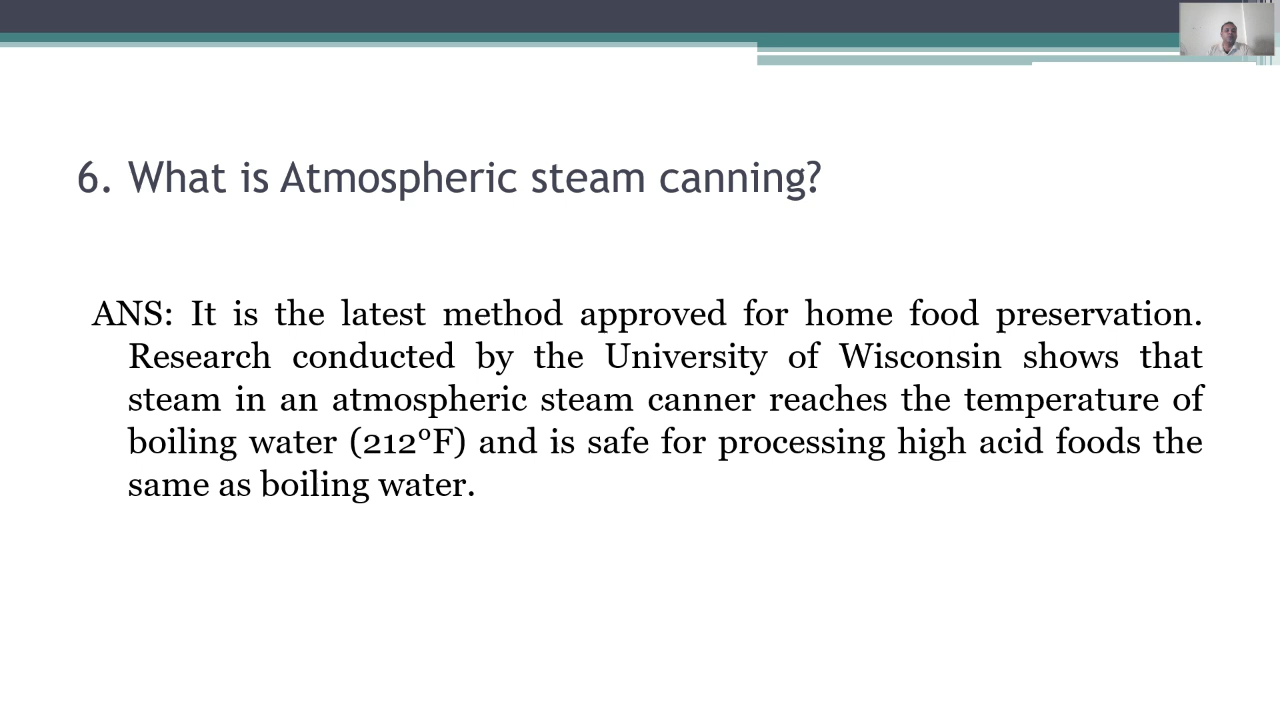 6. What is Atmospheric steam canning?
ANS: It is the latest method approved for home food preservation.
Research conducted by the University of Wisconsin shows that
steam in an atmospheric steam canner reaches the temperature of
boiling water (212°F) and is safe for processing high acid foods the
same as boiling water.